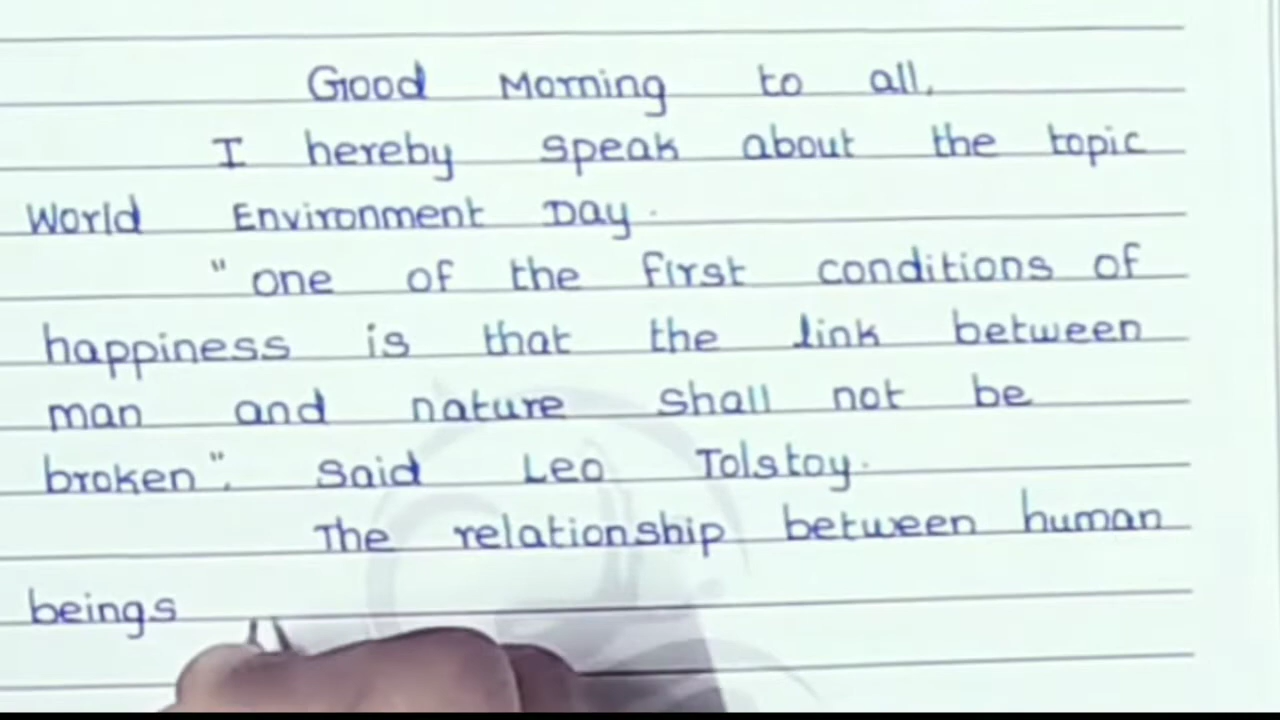 Good Morning to all.
I hereby speak about the topic
World Environment Day.
"one of the first conditions of
happiness is that the link between
man and nature shall not be
broken". Said Leo Tolstoy.
The relationship between human
beings